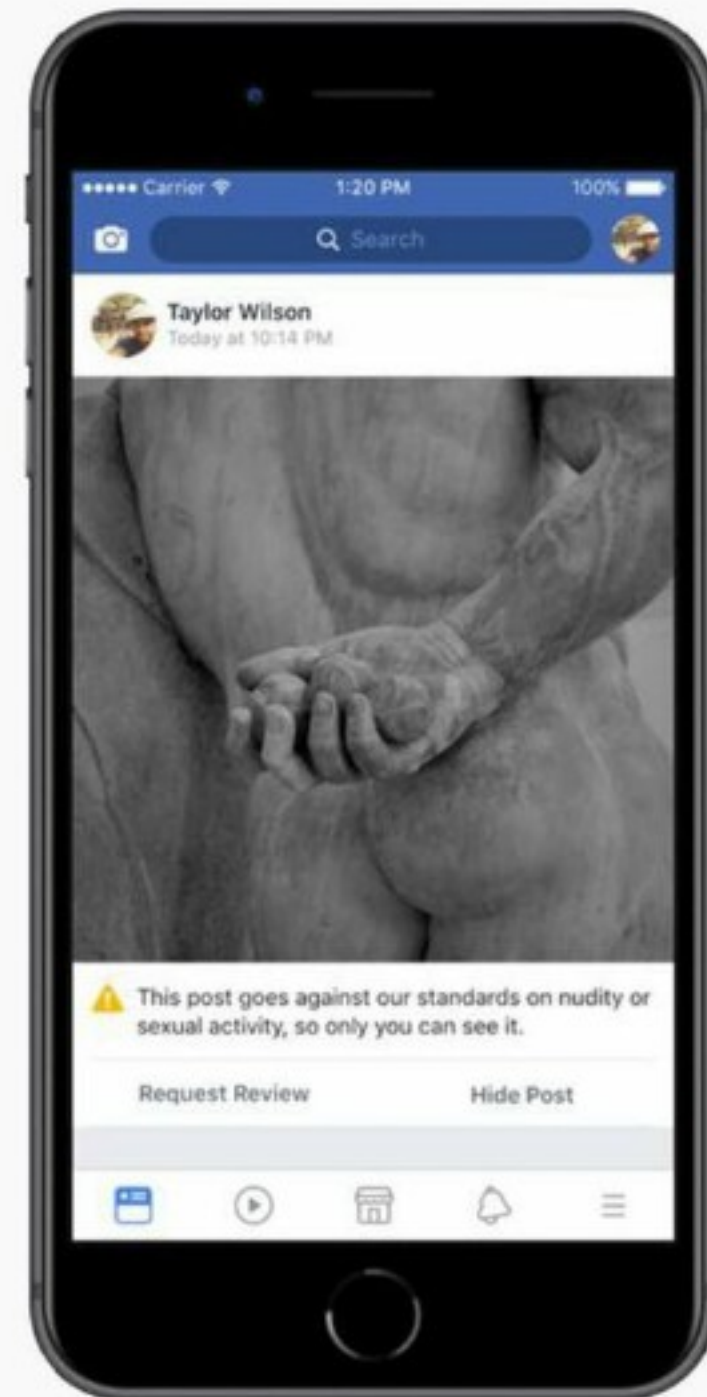 Carrier 1:20 PM 100%
Search
Taylor Wilson
Today at 10:14 PM
This post goes against our standards on nudity or
sexual activity, so only you can see it.
Request Review Hide Post